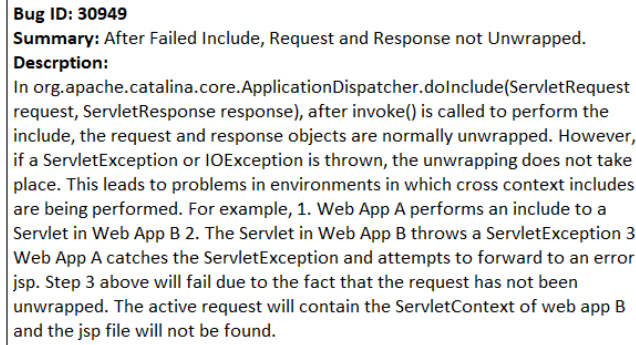 Bug ID: 30949
Summary: After Failed Include, Request and Response not Unwrapped.
Descrption:
In org.apache.catalina.core.ApplicationDispatcher.doInclude(ServletRequest
request, ServletResponse response), after invoke() is called to perform the
include, the request and response objects are normally unwrapped. However,
if a ServletException or IOException is thrown, the unwrapping does not take
place. This leads to problems in environments in which cross context includes
are being performed. For example, 1. Web App A performs an include to a
Servlet in Web App B 2. The Servlet in Web App B throws a ServletException 3
Web App A catches the ServletException and attempts to forward to an error
jsp. Step 3 above will fail due to the fact that the request has not been
unwrapped. The active request will contain the ServletContext of web app B
and the jsp file will not be found.